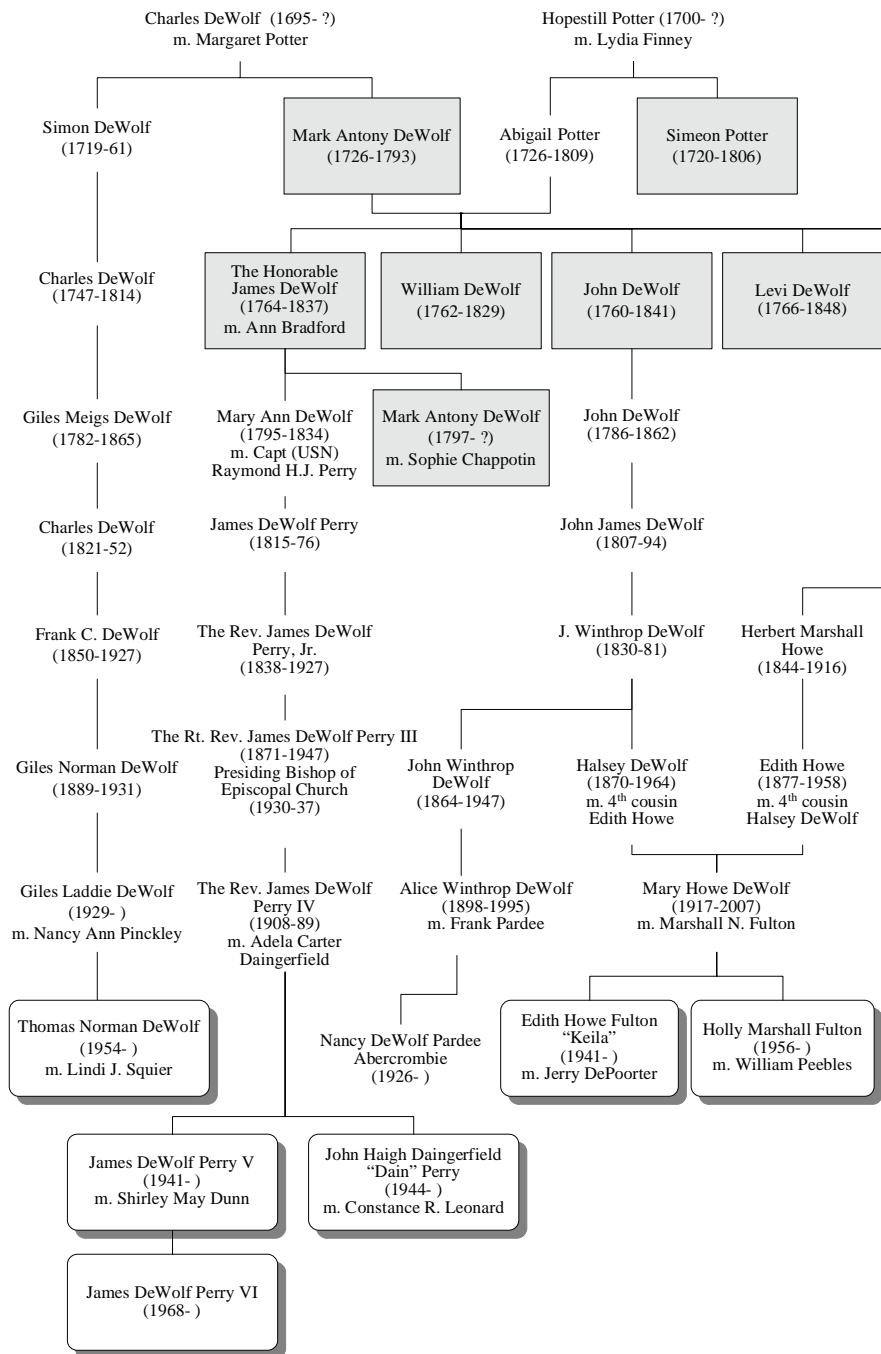 Charles DeWolf (1695- ?)
m. Margaret Potter
Hopestill Potter (1700- ?)
m. Lydia Finney
Simon DeWolf
(1719-61)
Mark Antony DeWolf
(1726-1793)
Abigail Potter
(1726-1809)
Simeon Potter
(1720-1806)
Charles DeWolf
(1747-1814)
The Honorable
James DeWolf
(1764-1837)
m. Ann Bradford
William DeWolf
(1762-1829)
John DeWolf
(1760-1841)
Levi DeWolf
(1766-1848)
Giles Meigs DeWolf
(1782-1865)
Mary Ann DeWolf
(1795-1834)
m. Capt (USN)
Raymond H.J. Perry
Mark Antony DeWolf
(1797- ?)
m. Sophie Chappotin
John DeWolf
(1786-1862)
Charles DeWolf
(1821-52)
James DeWolf Perry
(1815-76)
John James DeWolf
(1807-94)
Frank C. DeWolf
(1850-1927)
The Rev. James DeWolf
Perry, Jr.
(1838-1927)
J. Winthrop DeWolf
(1830-81)
Herbert Marshall
Howe
(1844-1916)
Giles Norman DeWolf
(1889-1931)
The Rt. Rev. James DeWolf Perry III
(1871-1947)
Presiding Bishop of
Episcopal Church
(1930-37)
John Winthrop
DeWolf
(1864-1947)
Halsey DeWolf
(1870-1964)
m. 4th cousin
Edith Howe
Edith Howe
(1877-1958)
m. 4th cousin
Halsey DeWolf
Giles Laddie DeWolf
(1929- )
m. Nancy Ann Pinckley
The Rev. James DeWolf
Perry IV
(1908-89)
m. Adela Carter
Daingerfield
Alice Winthrop DeWolf
(1898-1995)
m. Frank Pardee
Mary Howe DeWolf
(1917-2007)
m. Marshall N. Fulton
Thomas Norman DeWolf
(1954- )
m. Lindi J. Squier
Nancy DeWolf Pardee
Abercrombie
(1926- )
Edith Howe Fulton
“Keila”
(1941- )
m. Jerry DePoorter
Holly Marshall Fulton
(1956- )
m. William Peebles
James DeWolf Perry V
(1941- )
m. Shirley May Dunn
John Haigh Daingerfield
“Dain” Perry
(1944- )
m. Constance R. Leonard
James DeWolf Perry VI
(1968- )